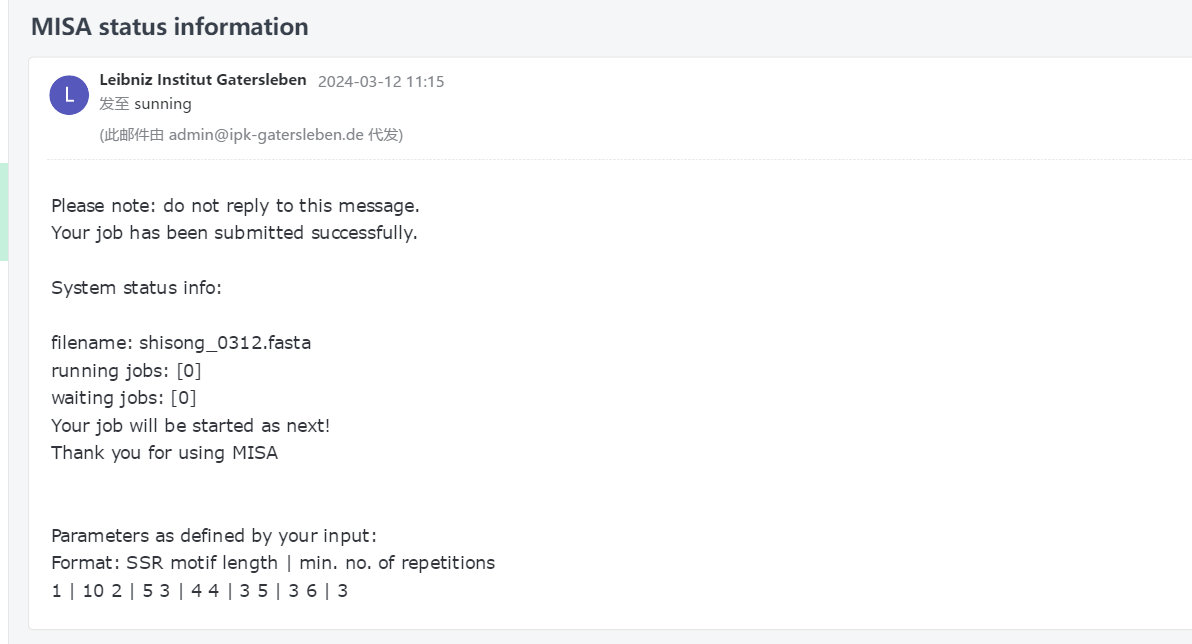 MISA status information
L
Leibniz Institut Gatersleben 2024-03-12 11:15
发至 sunning
(此邮件由 admin@ipk-gatersleben.de 代发)
Please note: do not reply to this message.
Your job has been submitted successfully.
System status info:
filename: shisong_0312.fasta
running jobs: [0]
waiting jobs: [0]
Your job will be started as next!
Thank you for using MISA
Parameters as defined by your input:
Format: SSR motif length | min. no. of repetitions
1 | 10 2 | 5 3 | 4 4 | 3 5 | 3 6 | 3